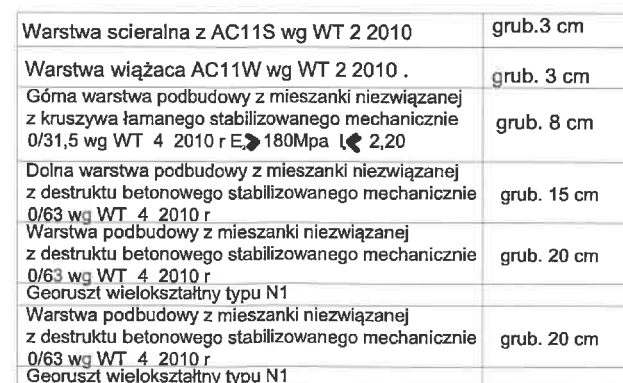 Warstwa scieralna z AC11S wg WT 2 2010 grub.3 cm
Warstwa wiążaca AC11W wg WT 2 2010 . grub. 3 cm
Górna warstwa podbudowy z mieszanki niezwiązanej
z kruszywa łamanego stabilizowanego mechanicznie grub. 8 cm
0/31,5 wg WT 4 2010 r E > 180Mpa I < 2,20
Dolna warstwa podbudowy z mieszanki niezwiązanej
z destruktu betonowego stabilizowanego mechanicznie grub. 15 cm
0/63 wg WT 4 2010 r
Warstwa podbudowy z mieszanki niezwiązanej
z destruktu betonowego stabilizowanego mechanicznie grub. 20 cm
0/63 wg WT 4 2010 r
Georuszt wielokształtny typu N1
Warstwa podbudowy z mieszanki niezwiązanej
z destruktu betonowego stabilizowanego mechanicznie grub. 20 cm
0/63 wg WT 4 2010 r
Georuszt wielokształtny typu N1